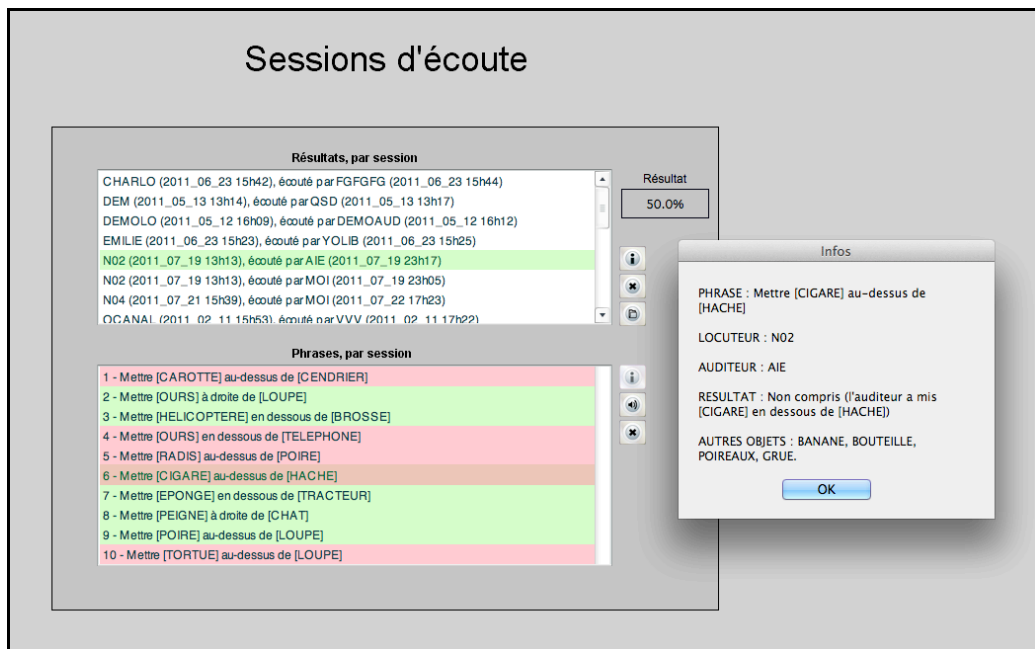 Sessions d'écoute
Résultats, par session
CHARLO (2011_06_23 15h42), écouté par FGFGFG (2011_06_23 15h44)
DEM (2011_05_13 13h14), écouté par QSD (2011_05_13 13h17)
DEMOLO (2011_05_12 16h09), écouté par DEMOAUD (2011_05_12 16h12)
EMILIE (2011_06_23 15h23), écouté par YOLIB (2011_06_23 15h25)
N02 (2011_07_19 13h13), écouté par AIE (2011_07_19 23h17)
N02 (2011_07_19 13h13), écouté par MOI (2011_07_19 23h05)
N04 (2011_07_21 15h39), écouté par MOI (2011_07_22 17h23)
OCANAL (2011_02_11 15h53), écouté par VVV (2011_02_11 17h22)
Résultat
50.0%
Phrases, par session
1 - Mettre [CAROTTE] au-dessus de [CENDRIER]
2 - Mettre [OURS] à droite de [LOUPE]
3 - Mettre [HELICOPTERE] en dessous de [BROSSE]
4 - Mettre [OURS] en dessous de [TELEPHONE]
5 - Mettre [RADIS] au-dessus de [POIRE]
6 - Mettre [CIGARE] au-dessus de [HACHE]
7 - Mettre [EPONGE] en dessous de [TRACTEUR]
8 - Mettre [PEIGNE] à droite de [CHAT]
9 - Mettre [POIRE] au-dessus de [LOUPE]
10 - Mettre [TORTUE] au-dessus de [LOUPE]
Infos
PHRASE : Mettre [CIGARE] au-dessus de
[HACHE]
LOCUTEUR : N02
AUDITEUR : AIE
RESULTAT : Non compris (l'auditeur a mis
[CIGARE] en dessous de [HACHE])
AUTRES OBJETS : BANANE, BOUTEILLE,
POIREAUX, GRUE.
OK